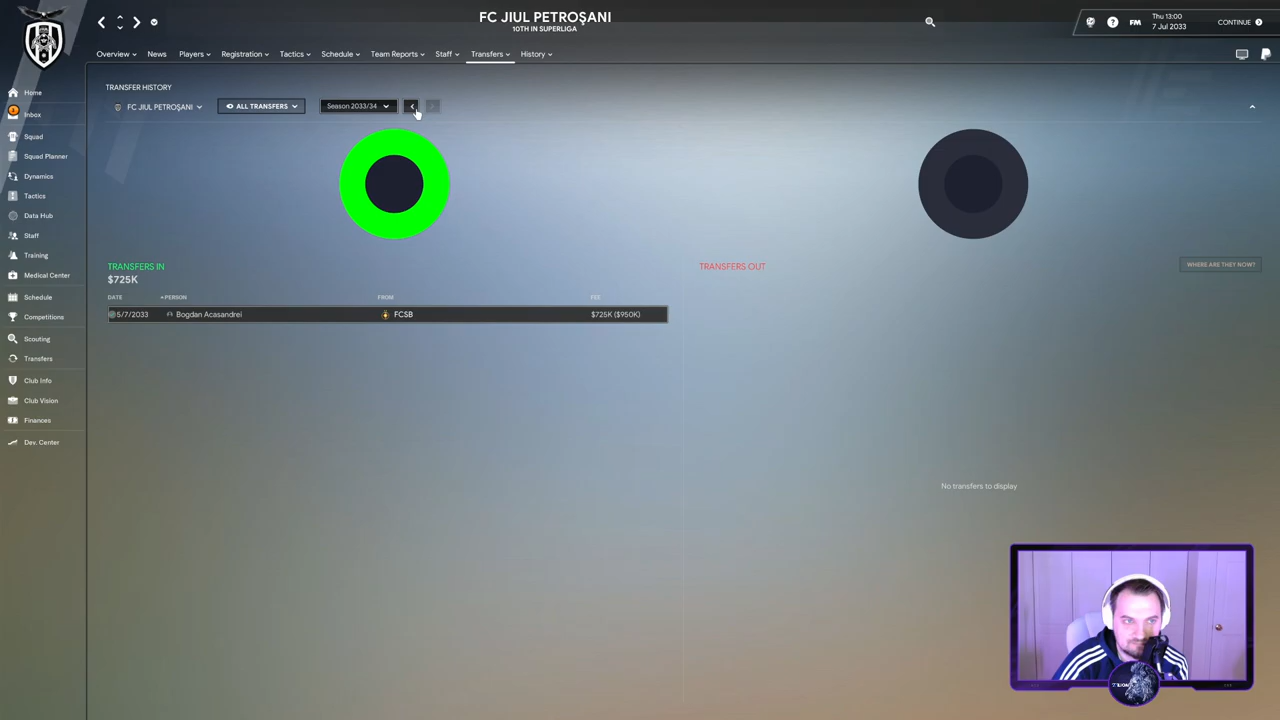 FC JIUL PETROŞANI
10TH IN SUPERLIGA
FM
Thu 13:00
7 Jul 2033
CONTINUE
Overview
News
Players
Registration
Tactics
Schedule
Team Reports
Staff
Transfers
History
Home
Inbox
Squad
Squad Planner
Dynamics
Tactics
Data Hub
Staff
Training
Medical Center
Schedule
Competitions
Scouting
Transfers
Club Info
Club Vision
Finances
Dev. Center
TRANSFER HISTORY
FC JIUL PETROŞANI
ALL TRANSFERS
Season 2033/34
TRANSFERS IN
$725K
DATE PERSON FROM FEE
5/7/2033 Bogdan Acasandrei FCSB $725K ($950K)
TRANSFERS OUT
WHERE ARE THEY NOW?
No transfers to display